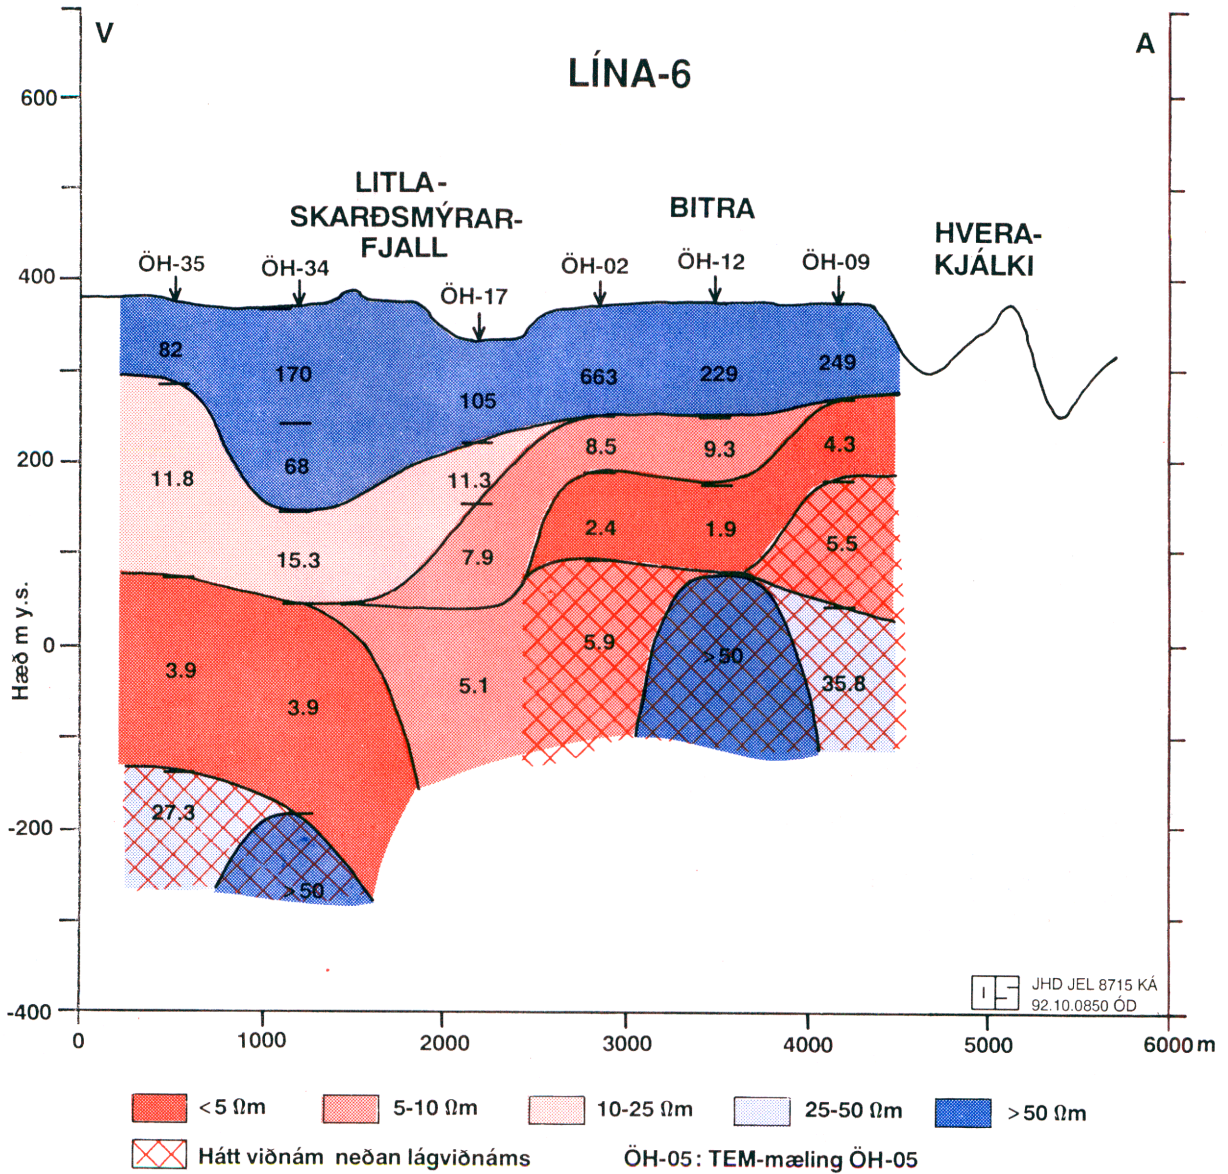 V
A
LÍNA-6
600
LITLA-
SKARÐSMÝRAR-
FJALL
BITRA
HVERA-
KJÁLKI
ÖH-35
ÖH-34
ÖH-17
ÖH-02
ÖH-12
ÖH-09
400
82
170
105
663
229
249
200
11.8
68
11.3
8.5
9.3
4.3
15.3
7.9
2.4
1.9
5.5
Hæð m y.s.
0
3.9
3.9
5.1
5.9
>50
35.8
-200
27.3
>50
-400
JHD JEL 8715 KÁ
92.10.0850 ÓD
0 1000 2000 3000 4000 5000 6000 m
<5 Ωm 5-10 Ωm 10-25 Ωm 25-50 Ωm >50 Ωm
Hátt viðnám neðan lágviðnáms ÖH-05: TEM-mæling ÖH-05